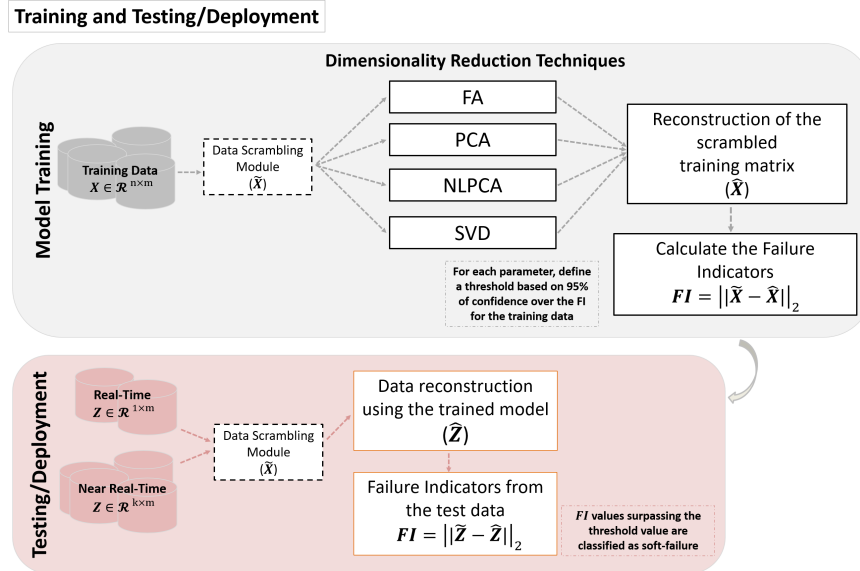 Training and Testing/Deployment
Dimensionality Reduction Techniques
Model Training
Training Data
X ∈ ℛ n×m
Data Scrambling
Module
(X̃)
FA
PCA
NLPCA
SVD
Reconstruction of the
scrambled
training matrix
(X̂)
Calculate the Failure
Indicators
FI = ||X̃ − X̂||₂
For each parameter, define
a threshold based on 95%
of confidence over the FI
for the training data
Testing/Deployment
Real-Time
Z ∈ ℛ 1×m
Near Real-Time
Z ∈ ℛ k×m
Data Scrambling
Module
(X̃)
Data reconstruction
using the trained model
(Ẑ)
Failure Indicators from
the test data
FI = ||Z̃ − Ẑ||₂
FI values surpassing the
threshold value are
classified as soft-failure